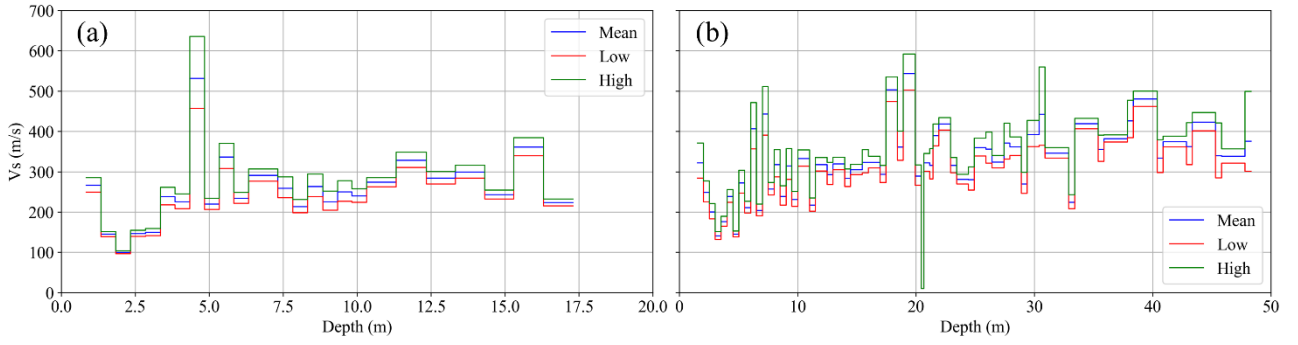 (a)
Mean
Low
High
Vs (m/s)
700
600
500
400
300
200
100
0
0.0 2.5 5.0 7.5 10.0 12.5 15.0 17.5 20.0
Depth (m)
(b)
Mean
Low
High
0 10 20 30 40 50
Depth (m)